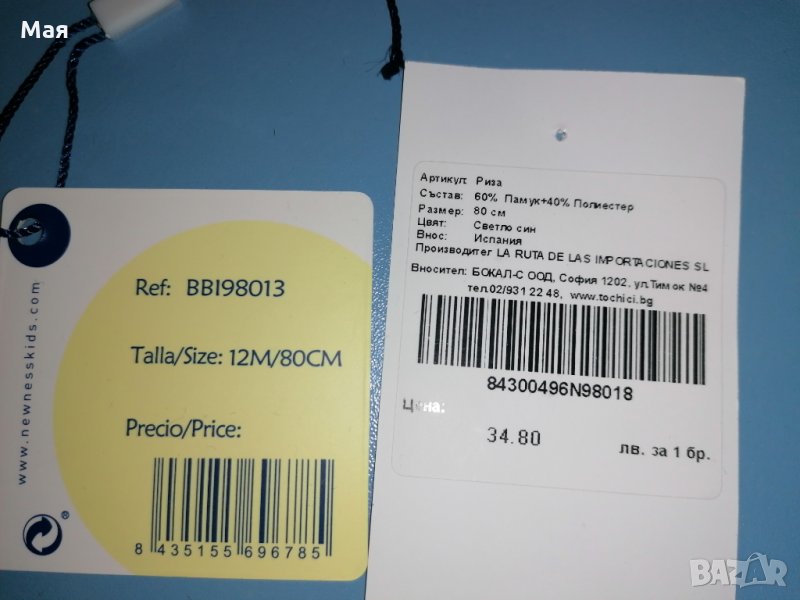 Мая
www.newnesskids.com
Ref: BBI98013
Talla/Size: 12M/80CM
Precio/Price:
8 435155 696785
®
Артикул: Риза
Състав: 60% Памук+40% Полиестер
Размер: 80 см
Цвят: Светло син
Внос: Испания
Производител LA RUTA DE LAS IMPORTACIONES SL
Вносител: БОКАЛ-С ООД, София 1202, ул.Тимок №4
тел.02/931 22 48, www.tochici.bg
84300496N98018
Цена:
34.80
лв. за 1 бр.
BAZAR